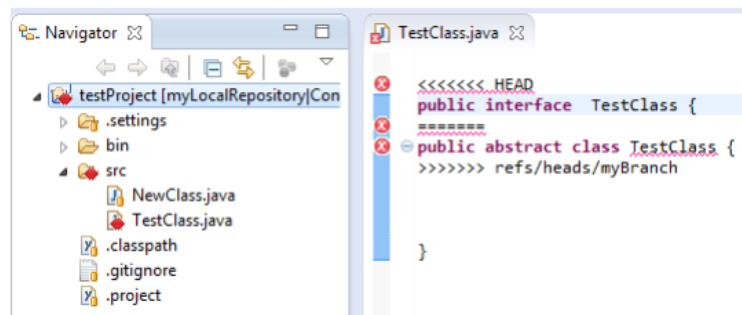 Navigator
testProject [myLocalRepository|Con
.settings
bin
src
NewClass.java
TestClass.java
.classpath
.gitignore
.project
TestClass.java
<<<<<<< HEAD
public interface  TestClass {
=======
public abstract class TestClass {
>>>>>>> refs/heads/myBranch
}